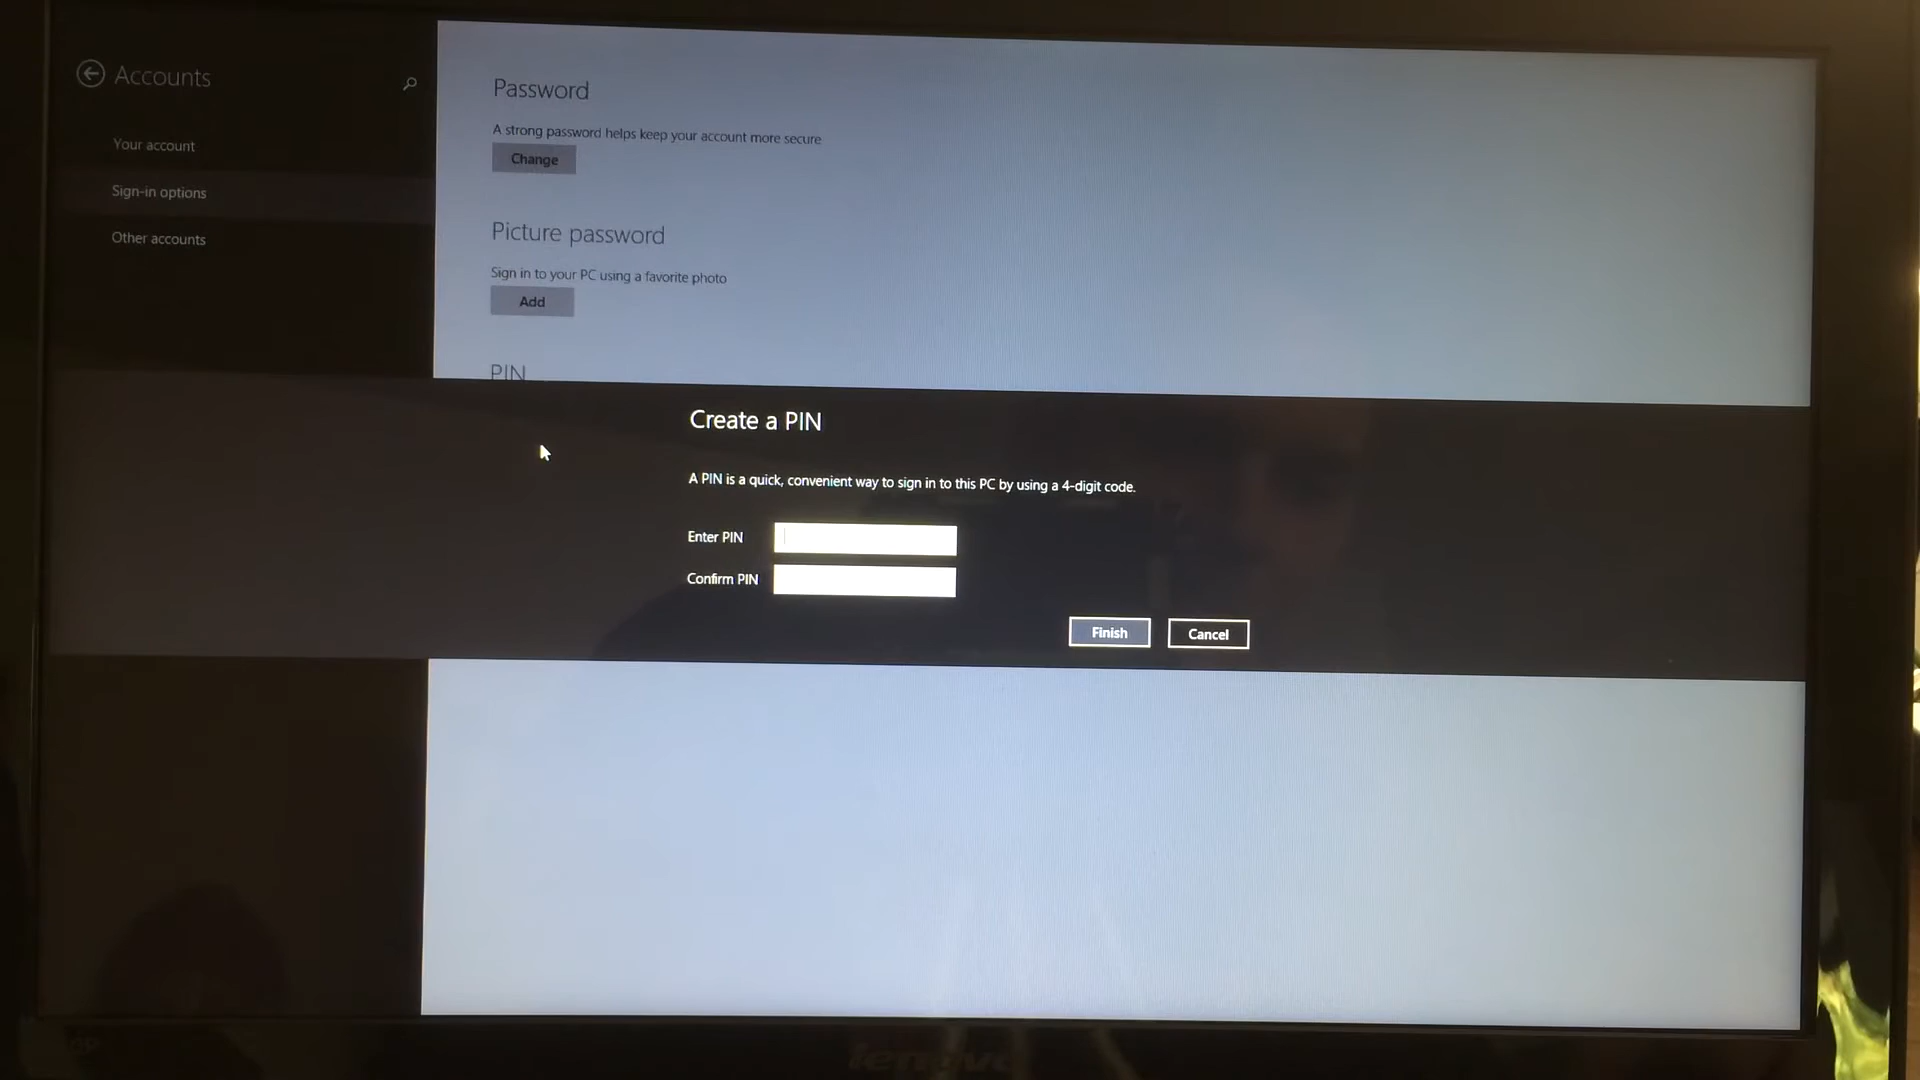 Accounts
Your account
Sign-in options
Other accounts
Password
A strong password helps keep your account more secure
Change
Picture password
Sign in to your PC using a favorite photo
Add
PIN
Create a PIN
A PIN is a quick, convenient way to sign in to this PC by using a 4-digit code.
Enter PIN
Confirm PIN
Finish
Cancel
lenovo